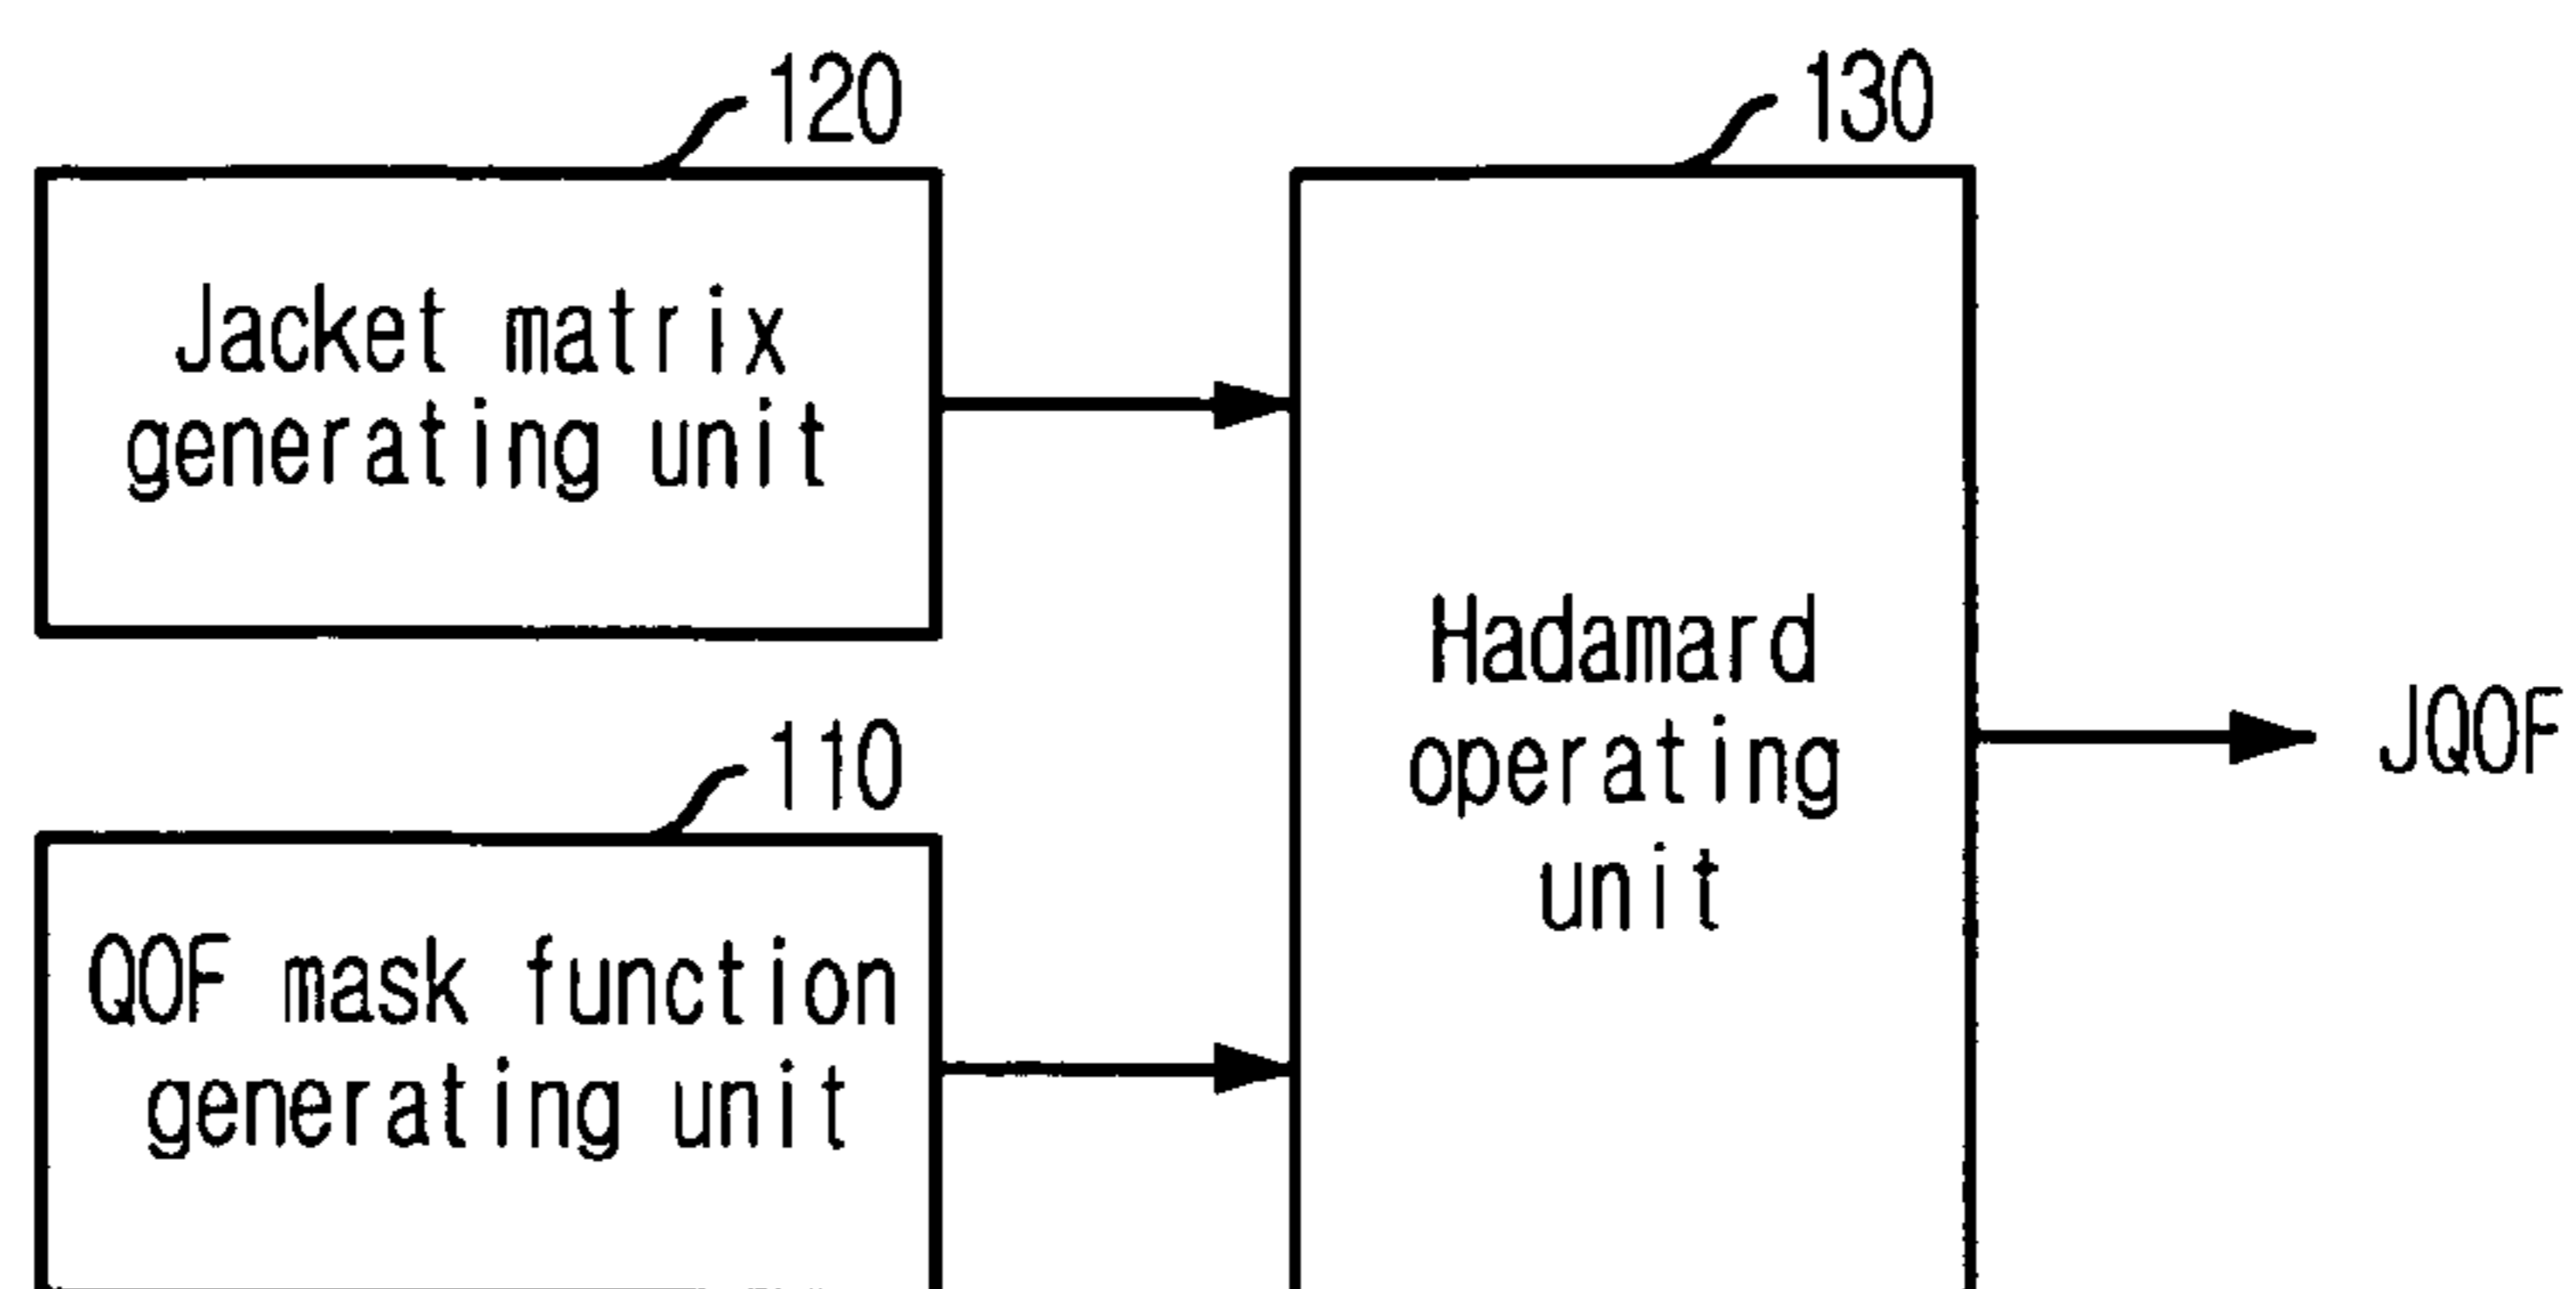 120
Jacket matrix
generating unit
110
QOF mask function
generating unit
130
Hadamard
operating
unit
JQOF